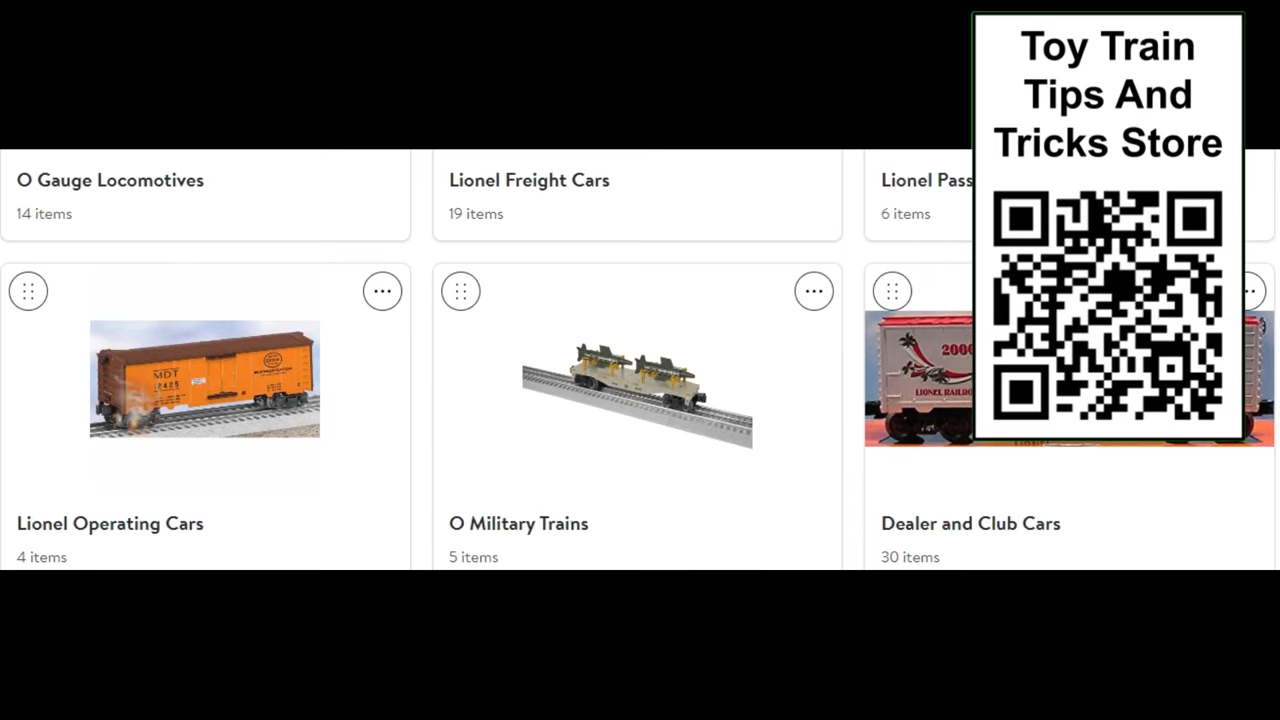 Toy Train
Tips And
Tricks Store
O Gauge Locomotives
14 items
Lionel Freight Cars
19 items
Lionel Pass
6 items
MDT
12425
2000
LIONEL RAILRO
Lionel Operating Cars
4 items
O Military Trains
5 items
Dealer and Club Cars
30 items